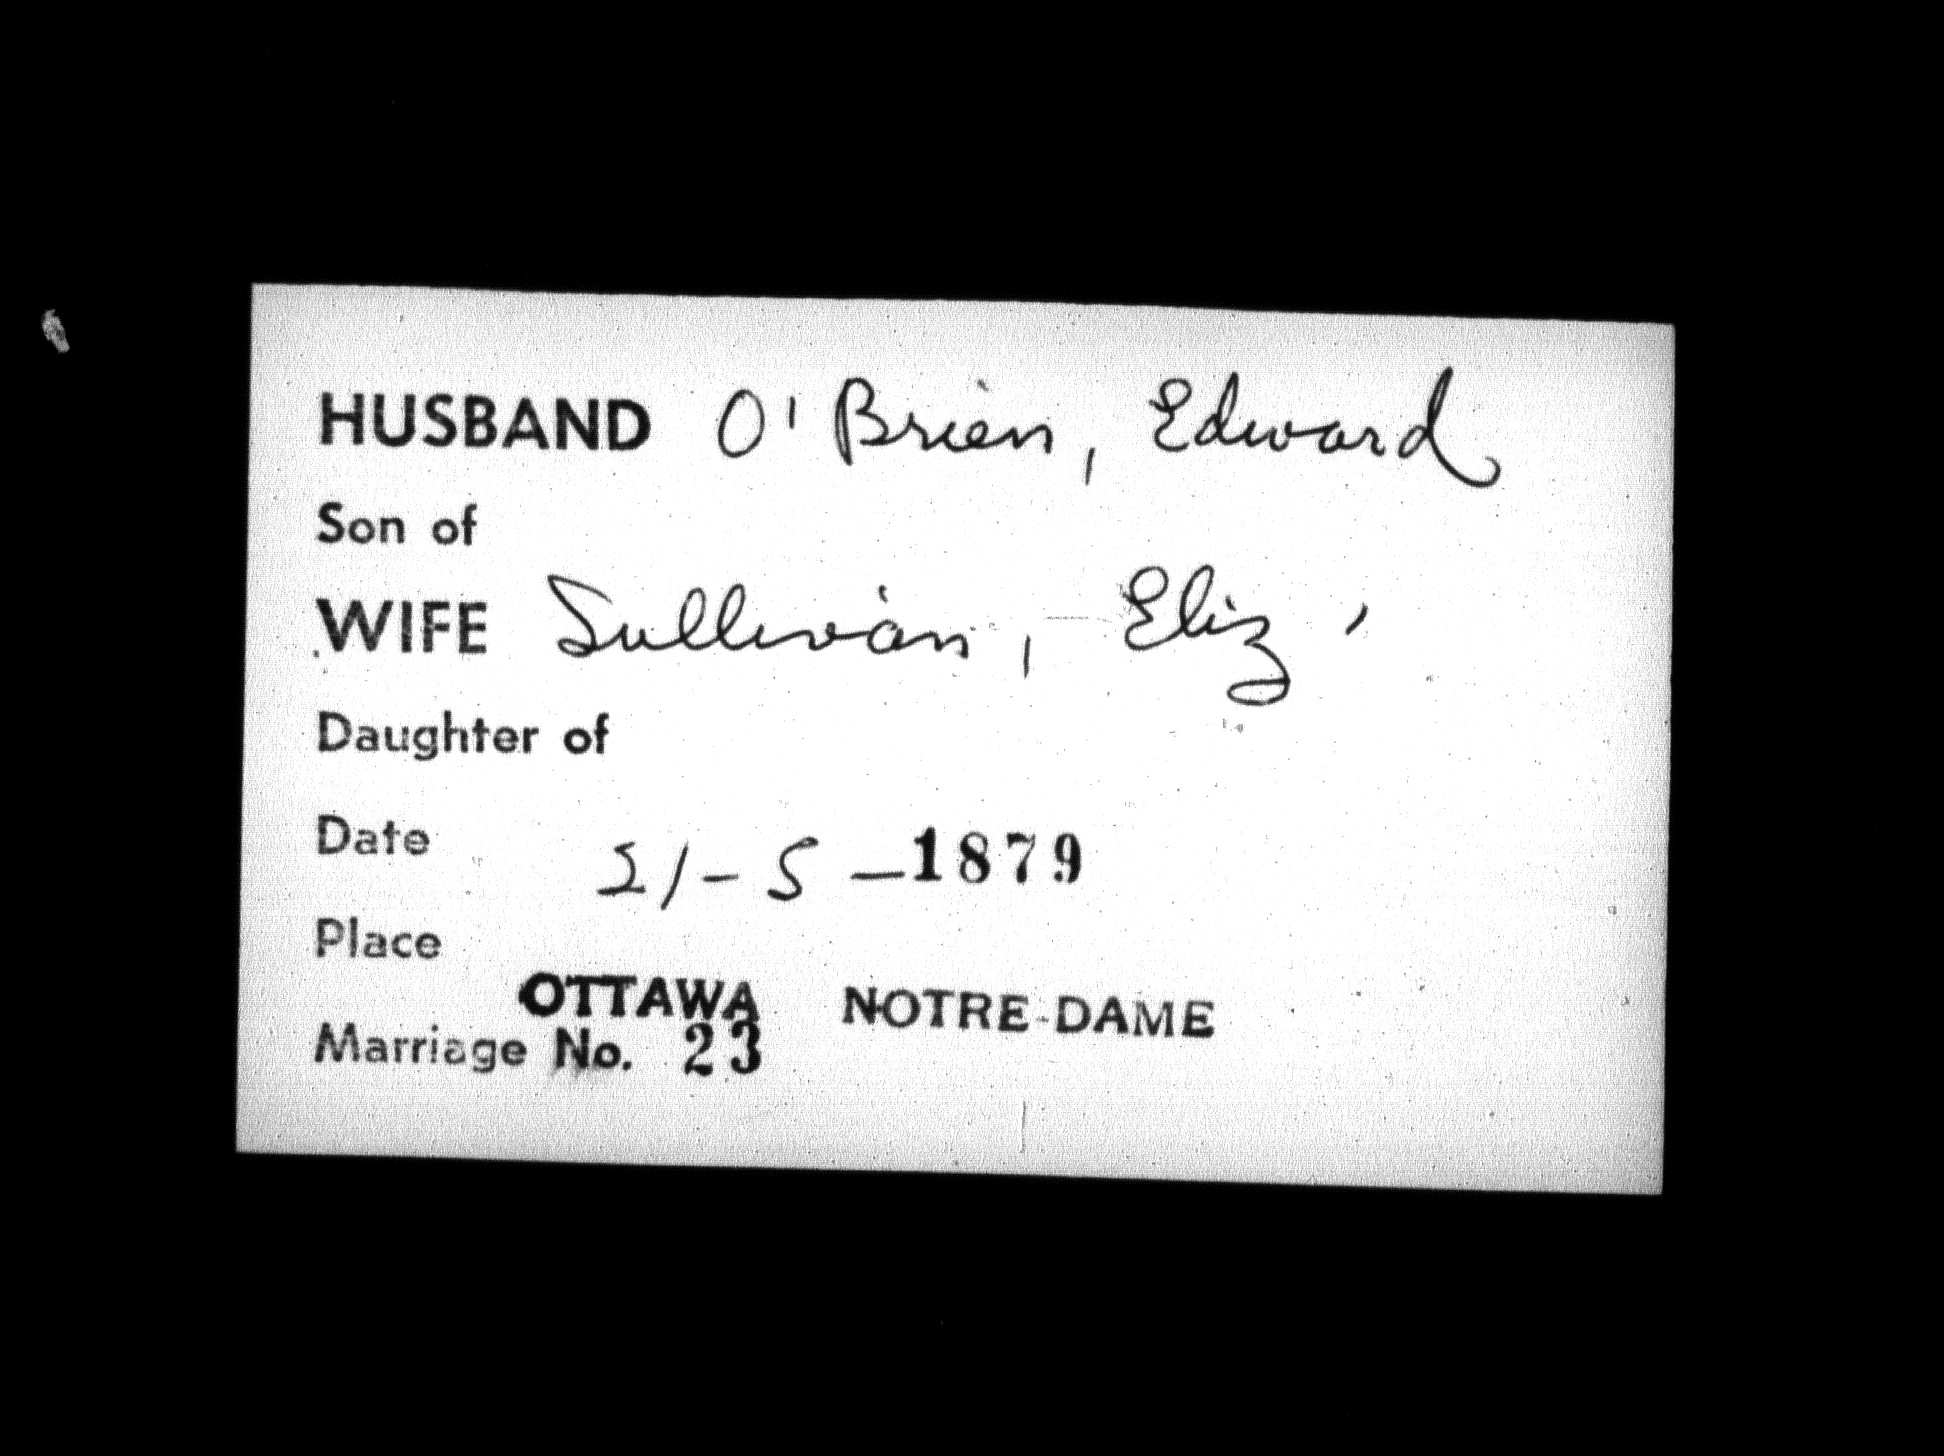 HUSBAND O'Brien, Edward
Son of
WIFE Sullivan, Eliz'
Daughter of
Date 21-5-1879
Place
OTTAWA NOTRE-DAME
Marriage No. 23